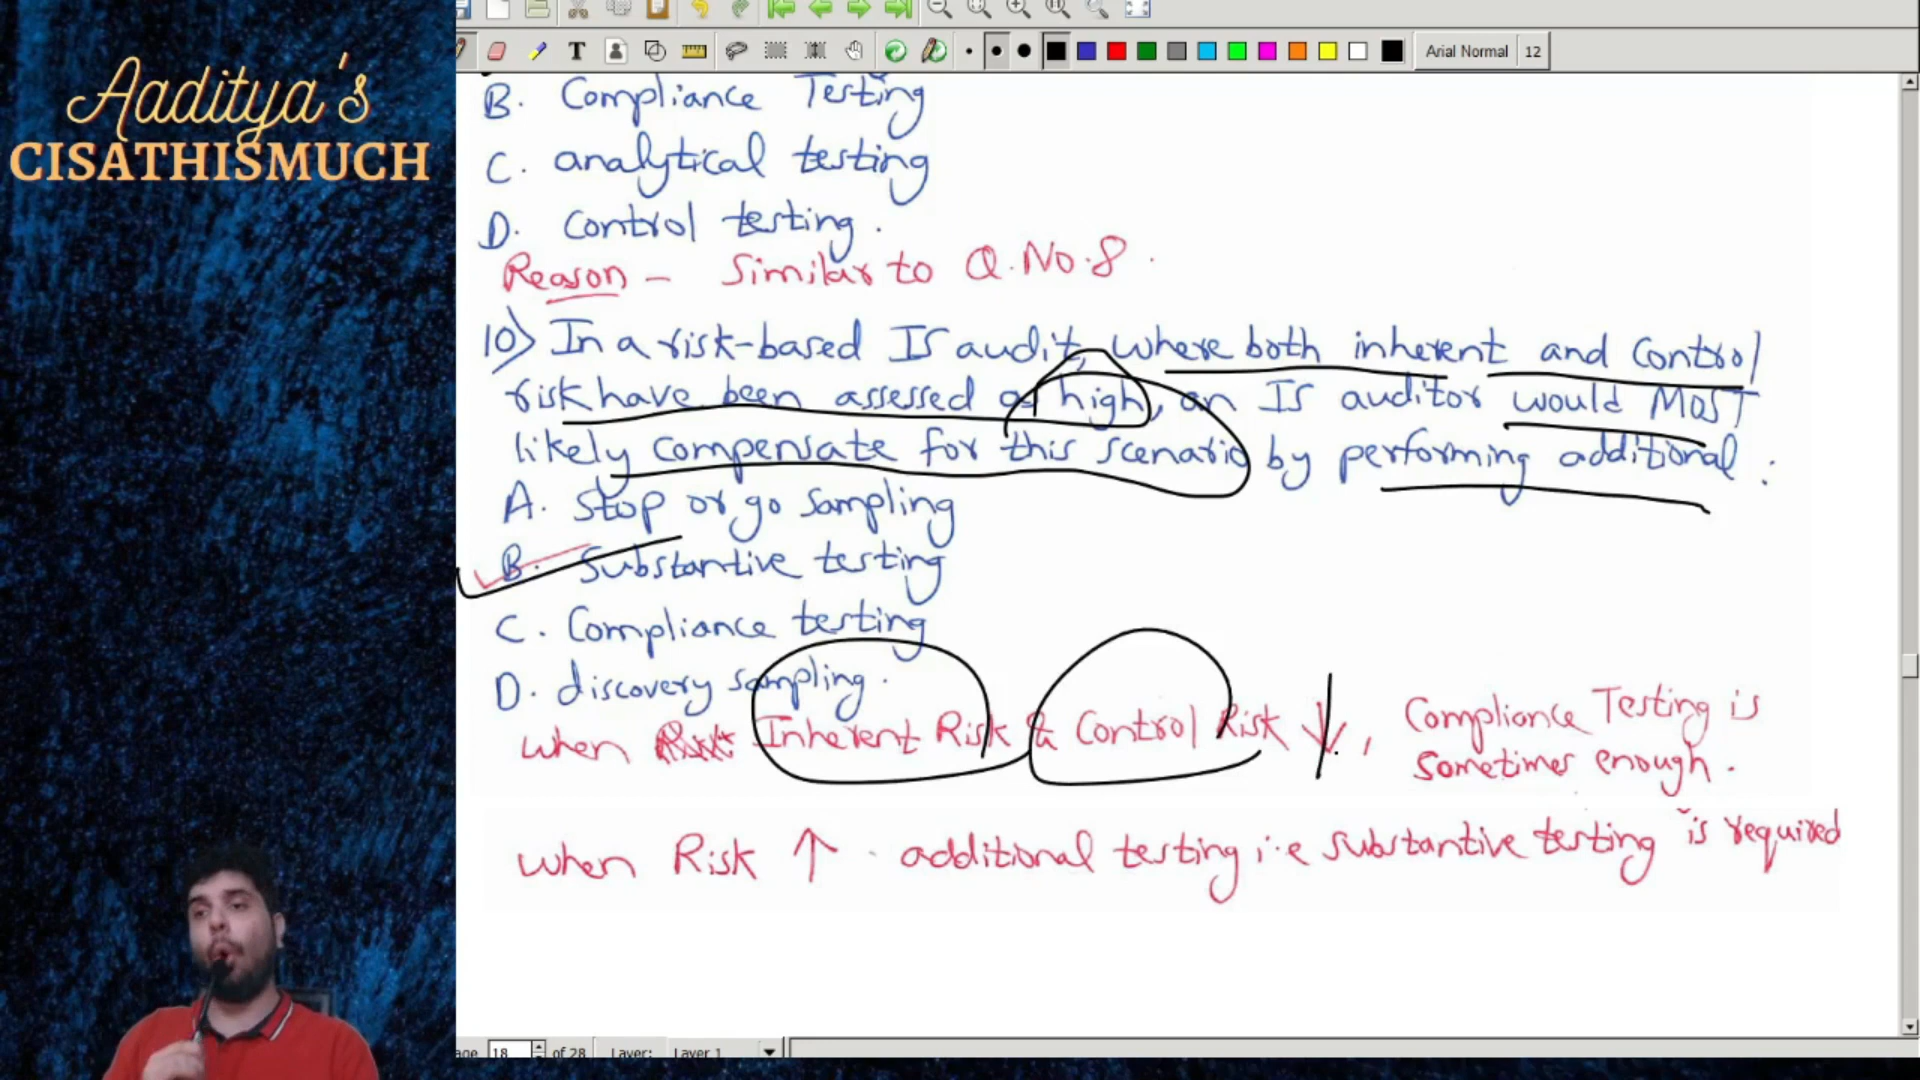 Aaditya's
CISATHISMUCH
Arial Normal 12
B. Compliance Testing
C. analytical testing
D. Control testing.
Reason - Similar to Q.No.8.
10) In a risk-based IS audit, where both inherent and Control
risk have been assessed at high, an IS auditor would MOST
likely compensate for this scenario by performing additional :
A. Stop or go Sampling
B. Substantive testing
C. Compliance testing
D. discovery sampling.
when Inherent Risk & Control Risk ↓, Compliance Testing is
sometimes enough.
when Risk ↑ . additional testing i.e substantive testing is required
age 18 of 28 Layer: Layer 1